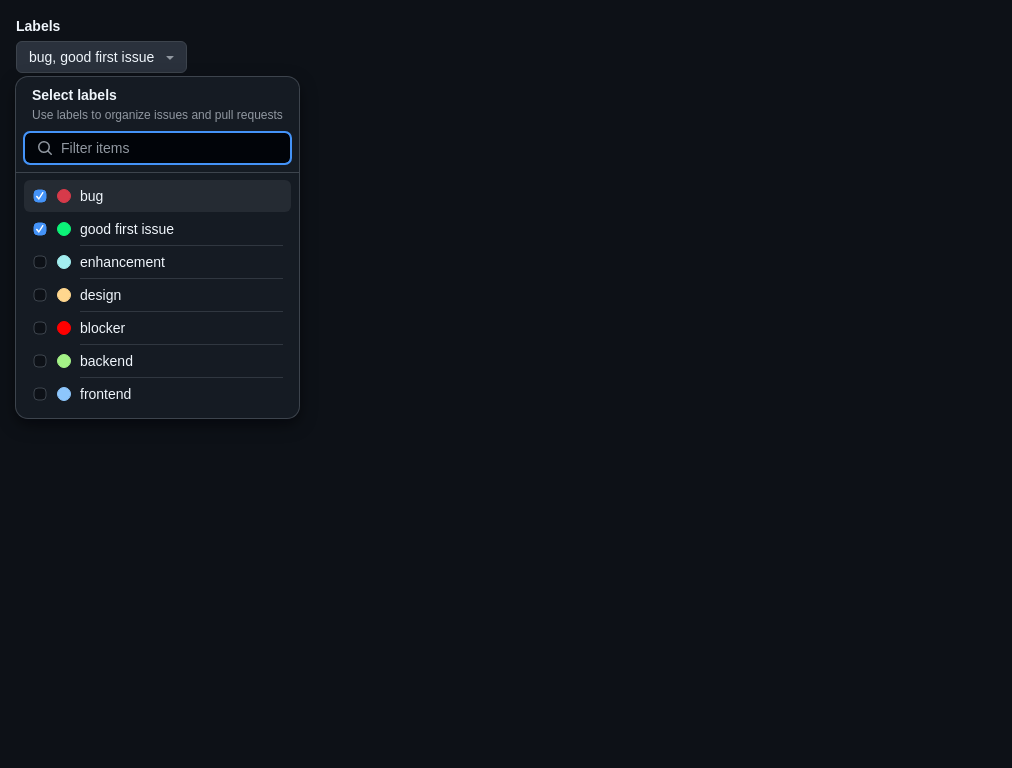 Labels
bug, good first issue
Select labels
Use labels to organize issues and pull requests
Filter items
bug
good first issue
enhancement
design
blocker
backend
frontend